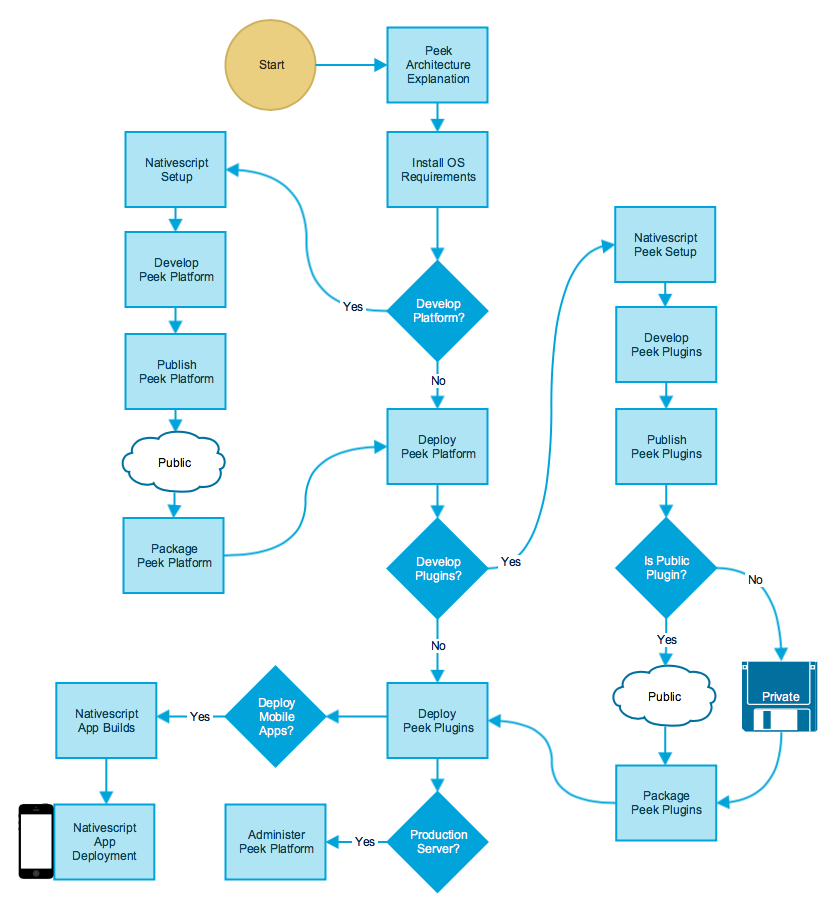 Start
Peek
Architecture
Explanation
Install OS
Requirements
Develop
Platform?
Yes
Nativescript
Setup
Develop
Peek Platform
Publish
Peek Platform
Public
Package
Peek Platform
No
Deploy
Peek Platform
Develop
Plugins?
Yes
Nativescript
Peek Setup
Develop
Peek Plugins
Publish
Peek Plugins
Is Public
Plugin?
No
Private
Yes
Public
Package
Peek Plugins
No
Deploy
Peek Plugins
Deploy
Mobile
Apps?
Yes
Nativescript
App Builds
Nativescript
App
Deployment
Production
Server?
Yes
Administer
Peek Platform